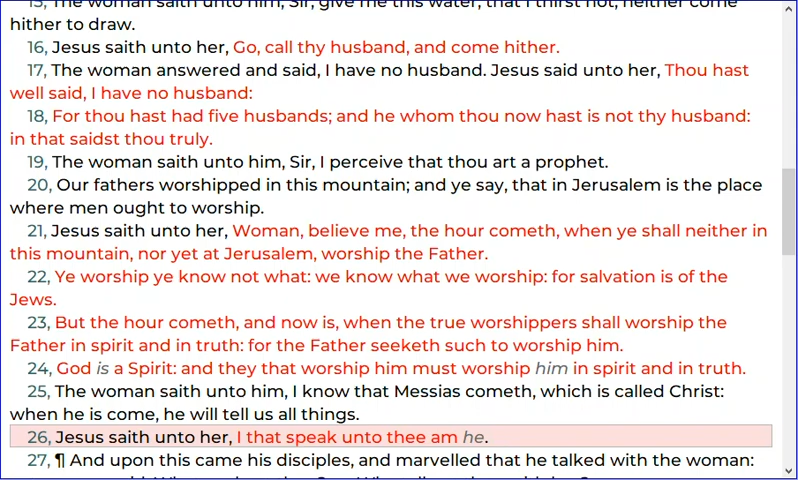 15, The woman saith unto him, Sir, give me this water, that I thirst not, neither come
hither to draw.
16, Jesus saith unto her, Go, call thy husband, and come hither.
17, The woman answered and said, I have no husband. Jesus said unto her, Thou hast
well said, I have no husband:
18, For thou hast had five husbands; and he whom thou now hast is not thy husband:
in that saidst thou truly.
19, The woman saith unto him, Sir, I perceive that thou art a prophet.
20, Our fathers worshipped in this mountain; and ye say, that in Jerusalem is the place
where men ought to worship.
21, Jesus saith unto her, Woman, believe me, the hour cometh, when ye shall neither in
this mountain, nor yet at Jerusalem, worship the Father.
22, Ye worship ye know not what: we know what we worship: for salvation is of the
Jews.
23, But the hour cometh, and now is, when the true worshippers shall worship the
Father in spirit and in truth: for the Father seeketh such to worship him.
24, God is a Spirit: and they that worship him must worship him in spirit and in truth.
25, The woman saith unto him, I know that Messias cometh, which is called Christ:
when he is come, he will tell us all things.
26, Jesus saith unto her, I that speak unto thee am he.
27, ¶ And upon this came his disciples, and marvelled that he talked with the woman: